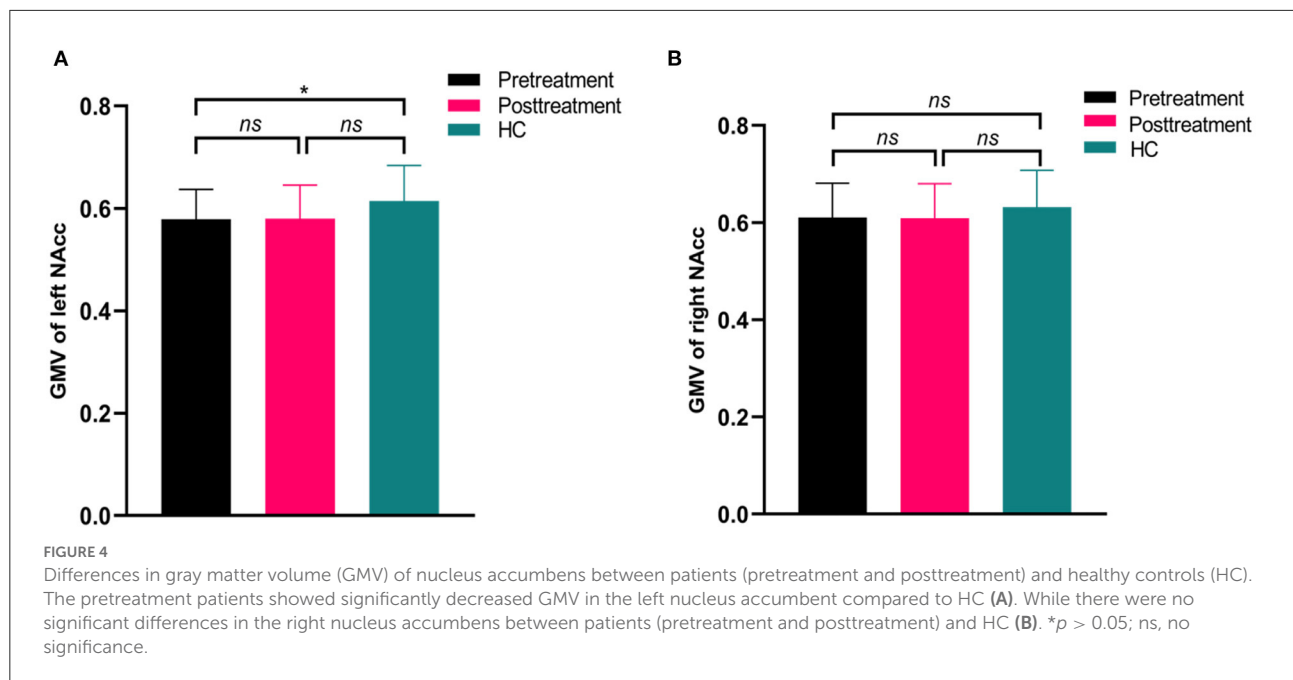 A
Pretreatment
Posttreatment
HC
*
ns
ns
GMV of left NAcc
0.8
0.6
0.4
0.2
0.0
B
Pretreatment
Posttreatment
HC
ns
ns
ns
GMV of right NAcc
0.8
0.6
0.4
0.2
0.0
FIGURE 4
Differences in gray matter volume (GMV) of nucleus accumbens between patients (pretreatment and posttreatment) and healthy controls (HC).
The pretreatment patients showed significantly decreased GMV in the left nucleus accumbent compared to HC (A). While there were no
significant differences in the right nucleus accumbens between patients (pretreatment and posttreatment) and HC (B). *p > 0.05; ns, no
significance.